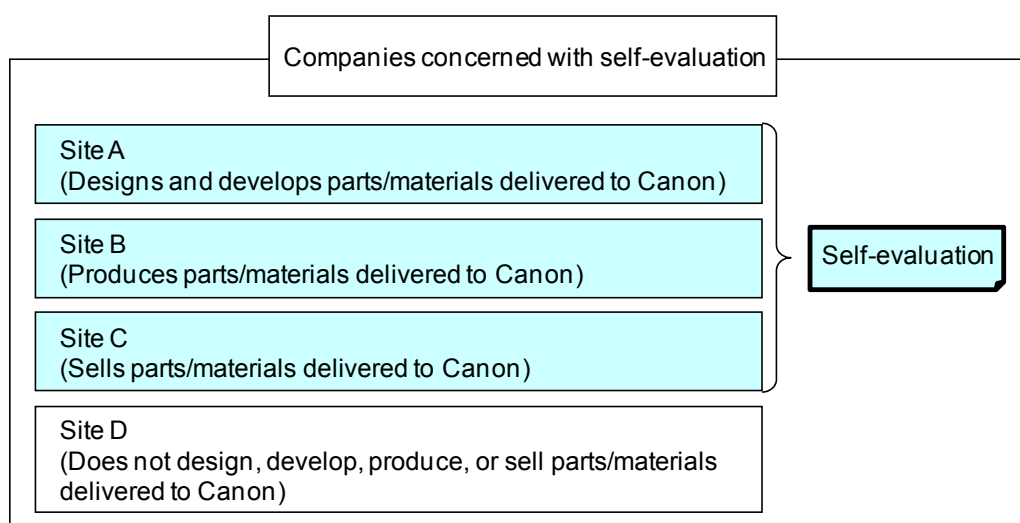 Companies concerned with self-evaluation
Site A
(Designs and develops parts/materials delivered to Canon)
Site B
(Produces parts/materials delivered to Canon)
Self-evaluation
Site C
(Sells parts/materials delivered to Canon)
Site D
(Does not design, develop, produce, or sell parts/materials
delivered to Canon)